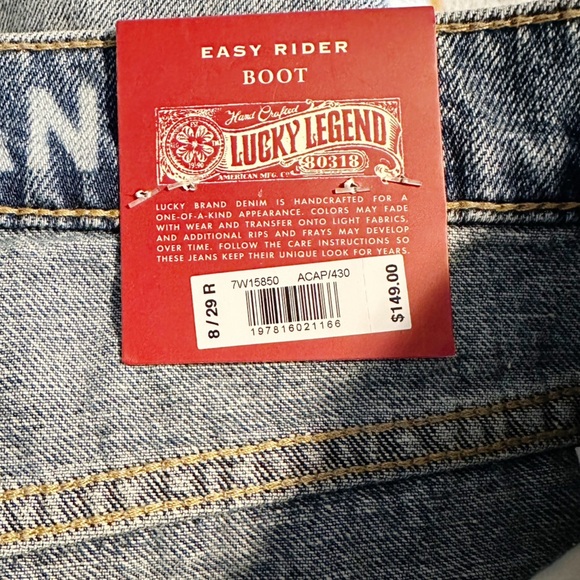 EASY RIDER
BOOT
Hand Crafted
LUCKY LEGEND
80318
AMERICAN MFG. CO.
LUCKY BRAND DENIM IS HANDCRAFTED FOR A
ONE-OF-A-KIND APPEARANCE. COLORS MAY FADE
WITH WEAR AND TRANSFER ONTO LIGHT FABRICS,
AND ADDITIONAL RIPS AND FRAYS MAY DEVELOP
OVER TIME. FOLLOW THE CARE INSTRUCTIONS SO
THESE JEANS KEEP THEIR UNIQUE LOOK FOR YEARS.
8 / 29 R
7W15850 ACAP/430
197816021166
$149.00
AN